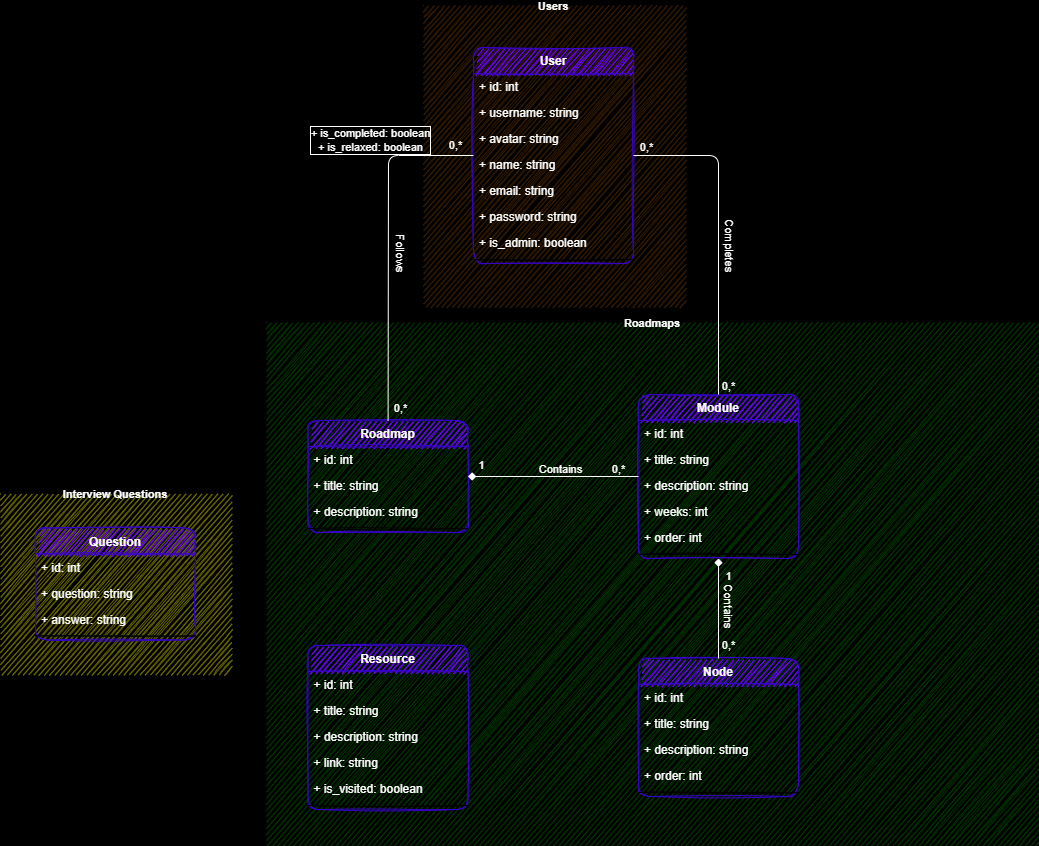 Users
User
+ id: int
+ username: string
+ avatar: string
+ name: string
+ email: string
+ password: string
+ is_admin: boolean
+ is_completed: boolean
+ is_relaxed: boolean
0,*
0,*
Follows
Completes
Roadmaps
0,*
0,*
Roadmap
+ id: int
+ title: string
+ description: string
1
Contains
0,*
Module
+ id: int
+ title: string
+ description: string
+ weeks: int
+ order: int
Interview Questions
Question
+ id: int
+ question: string
+ answer: string
1
Contains
0,*
Resource
+ id: int
+ title: string
+ description: string
+ link: string
+ is_visited: boolean
Node
+ id: int
+ title: string
+ description: string
+ order: int